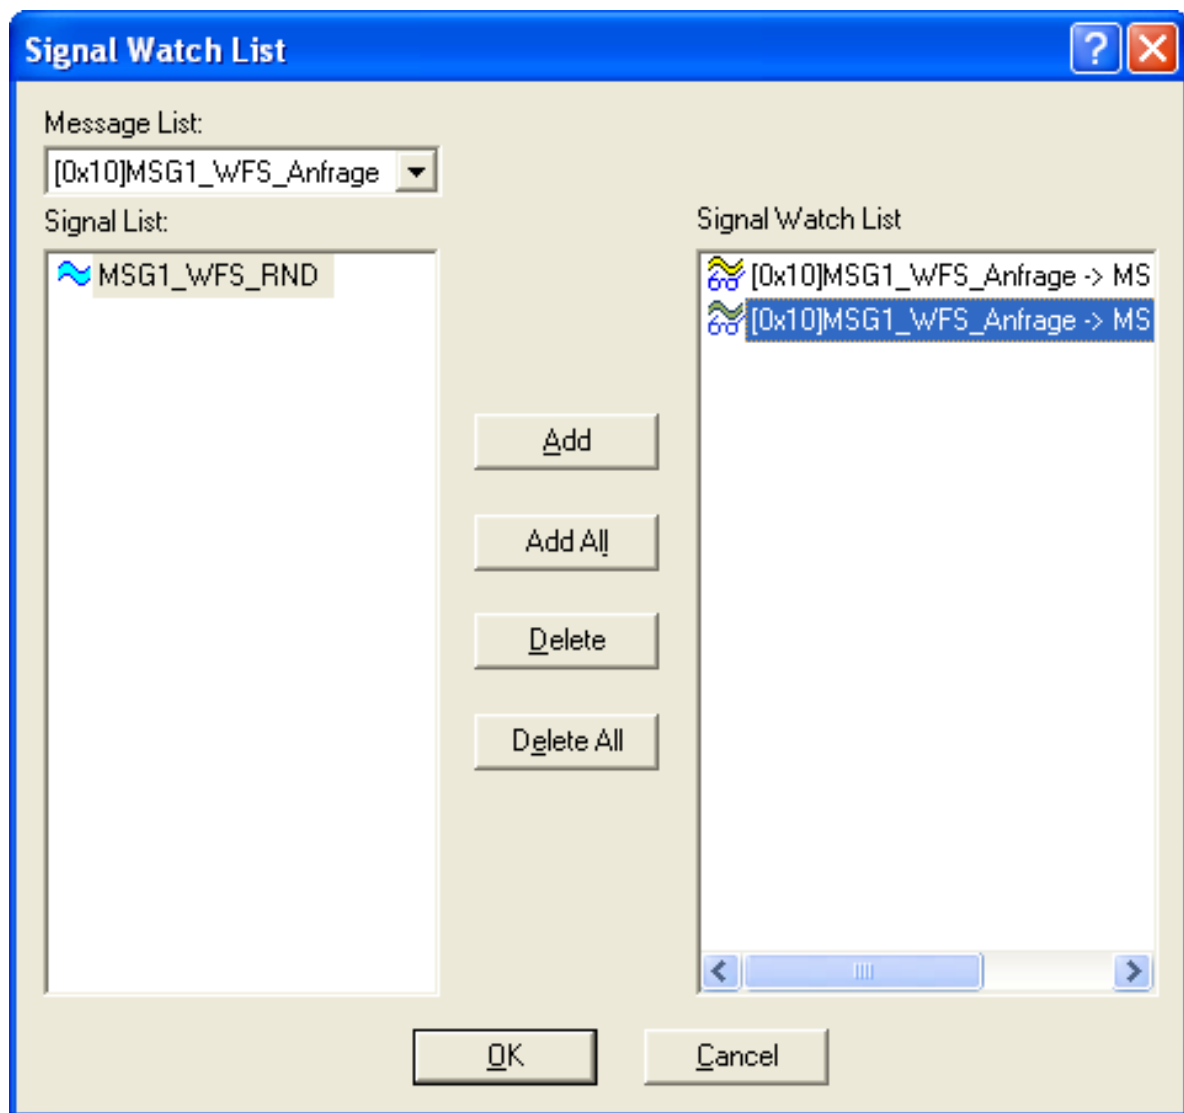 Signal Watch List
Message List:
[0x10]MSG1_WFS_Anfrage
Signal List:
MSG1_WFS_RND
Signal Watch List
[0x10]MSG1_WFS_Anfrage -> MS
[0x10]MSG1_WFS_Anfrage -> MS
Add
Add All
Delete
Delete All
OK
Cancel